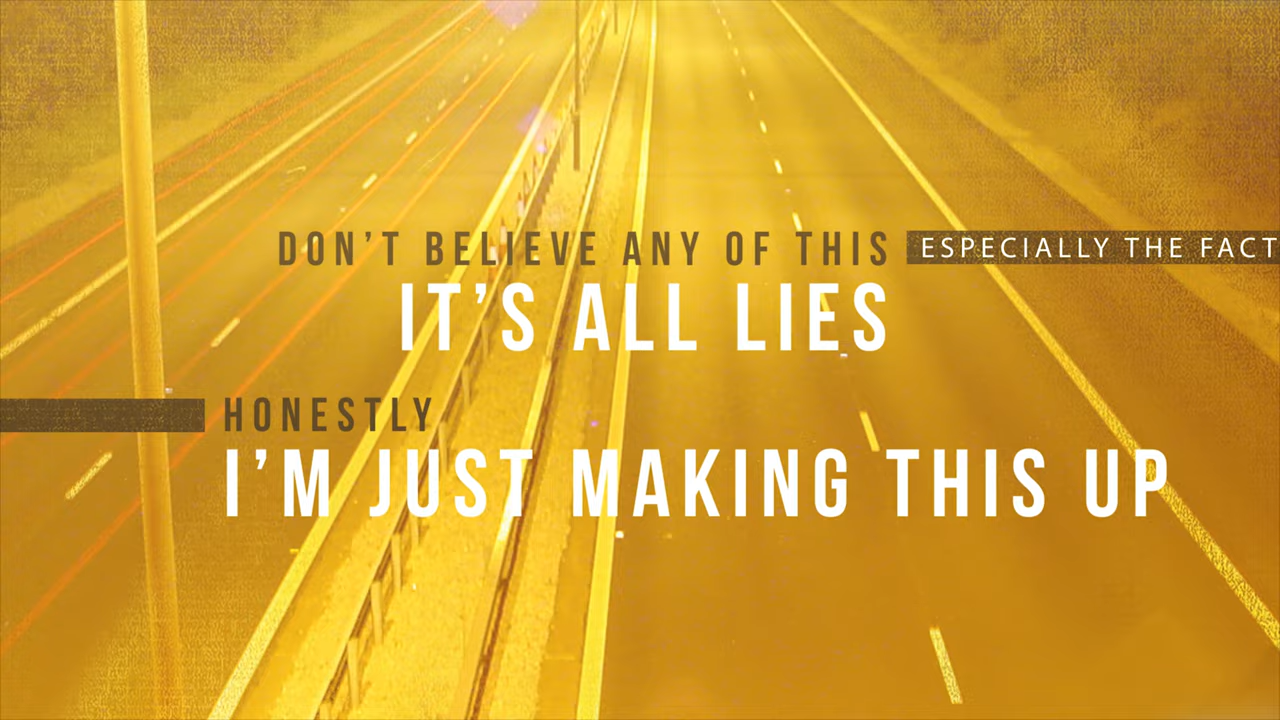 DON'T BELIEVE ANY OF THIS ESPECIALLY THE FACT
IT'S ALL LIES
HONESTLY
I'M JUST MAKING THIS UP